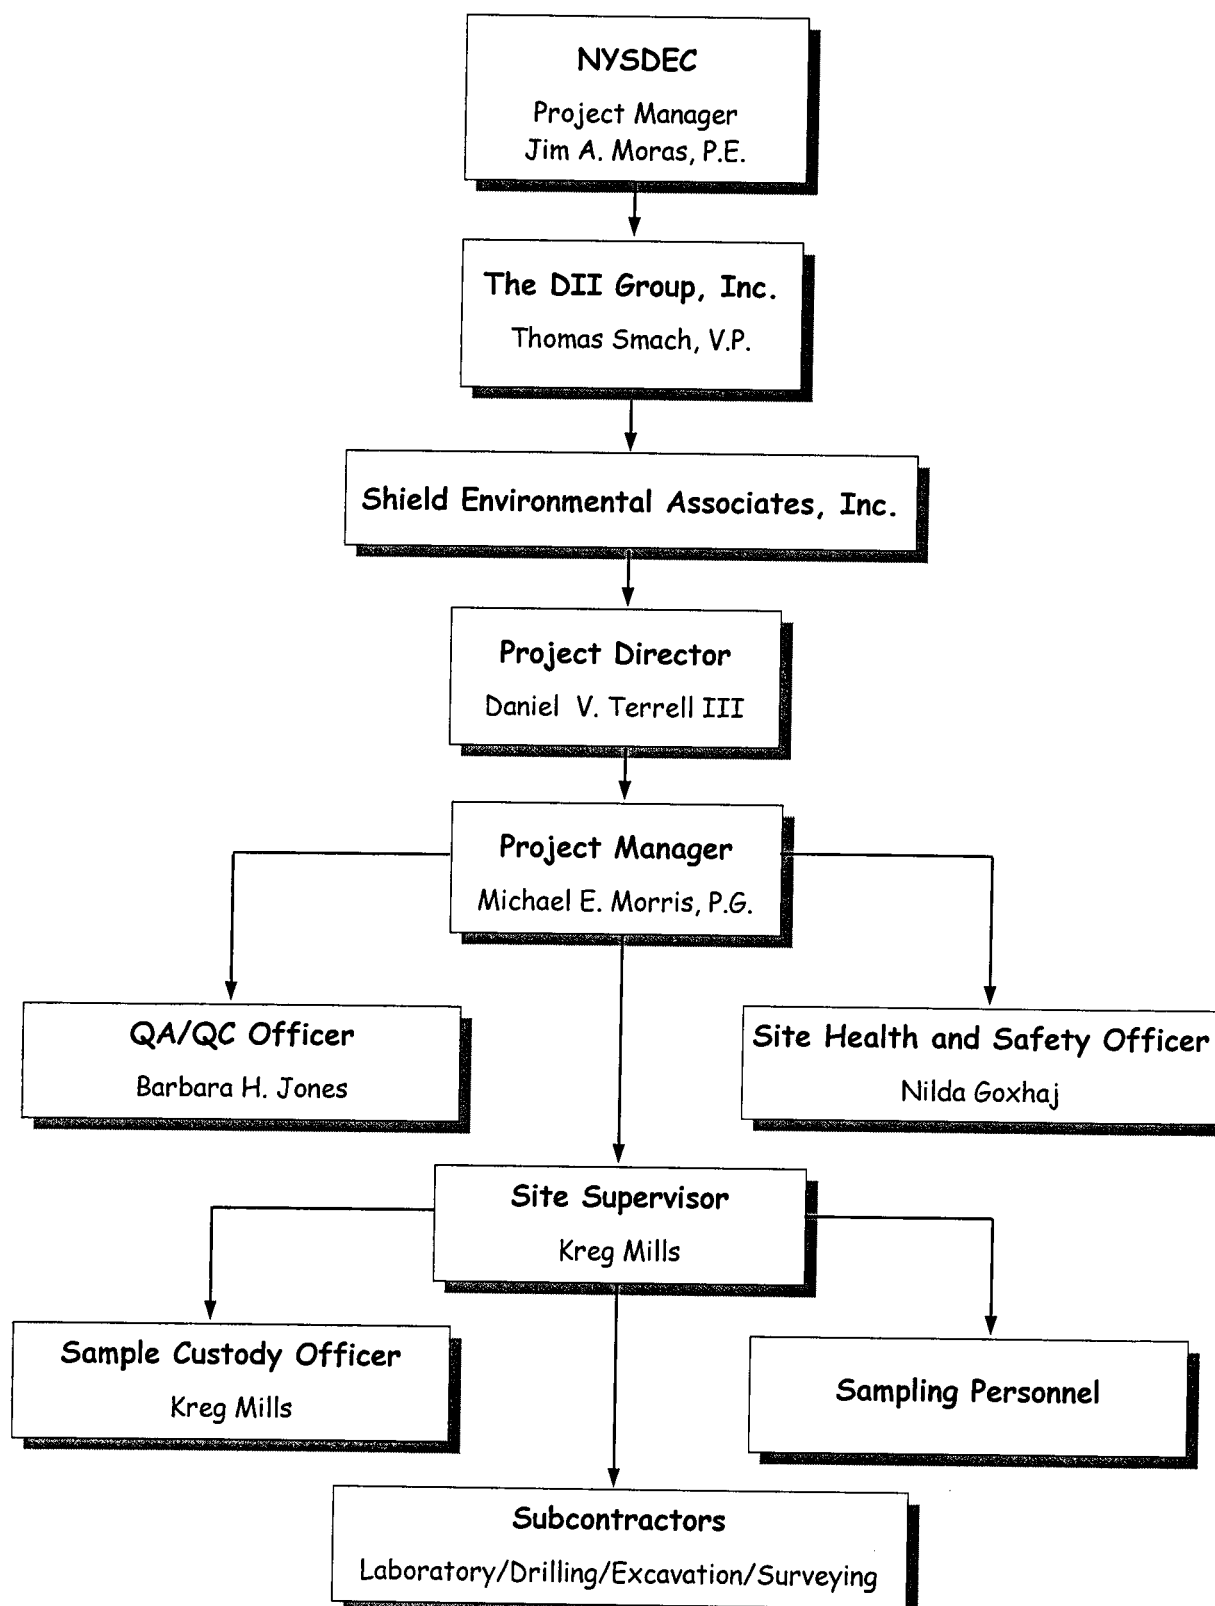 NYSDEC
Project Manager
Jim A. Moras, P.E.
The DII Group, Inc.
Thomas Smach, V.P.
Shield Environmental Associates, Inc.
Project Director
Daniel V. Terrell III
Project Manager
Michael E. Morris, P.G.
QA/QC Officer
Barbara H. Jones
Site Health and Safety Officer
Nilda Goxhaj
Site Supervisor
Kreg Mills
Sample Custody Officer
Kreg Mills
Sampling Personnel
Subcontractors
Laboratory/Drilling/Excavation/Surveying